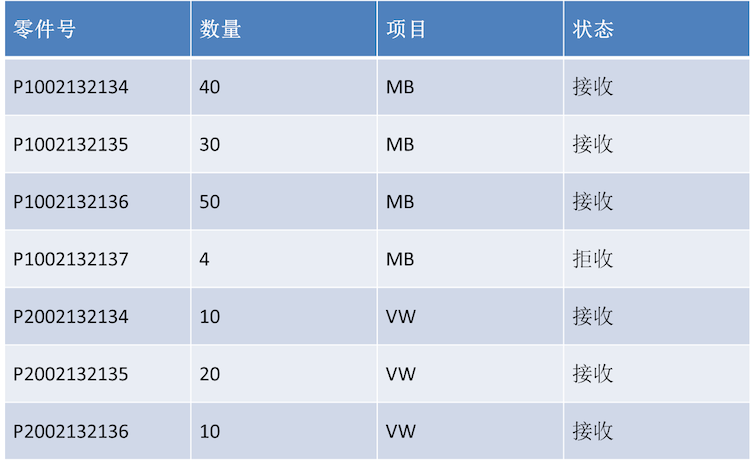 零件号 数量 项目 状态
P1002132134 40 MB 接收
P1002132135 30 MB 接收
P1002132136 50 MB 接收
P1002132137 4 MB 拒收
P2002132134 10 VW 接收
P2002132135 20 VW 接收
P2002132136 10 VW 接收